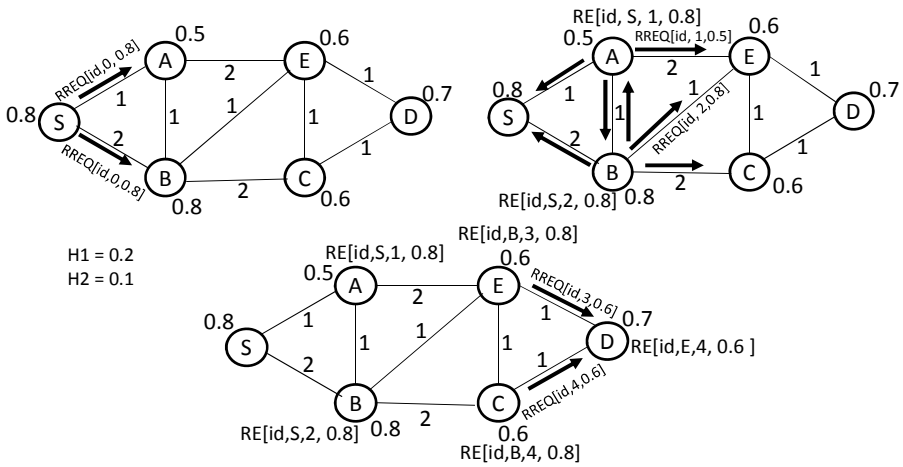 0.5
0.6
RREQ[id,0, 0.8]
A
E
2
1
1
1
0.8
S
1
1
D
0.7
2
RREQ[id,0,0.8]
1
B
2
C
0.8
0.6
RE[id, S, 1, 0.8]
RREQ[id, 1,0.5]
0.6
0.5
A
E
2
1
0.8
1
1
RREQ[id, 2,0.8]
S
1
1
D
0.7
2
1
B
2
C
RE[id,S,2, 0.8]
0.8
0.6
H1 = 0.2
H2 = 0.1
RE[id,B,3, 0.8]
RE[id,S,1, 0.8]
0.6
0.5
A
E
RREQ[id,3,0.6]
2
1
0.8
1
1
0.7
S
1
1
D
RE[id,E,4, 0.6 ]
2
1
RREQ[id,4,0.6]
B
2
C
RE[id,S,2, 0.8]
0.8
0.6
RE[id,B,4, 0.8]